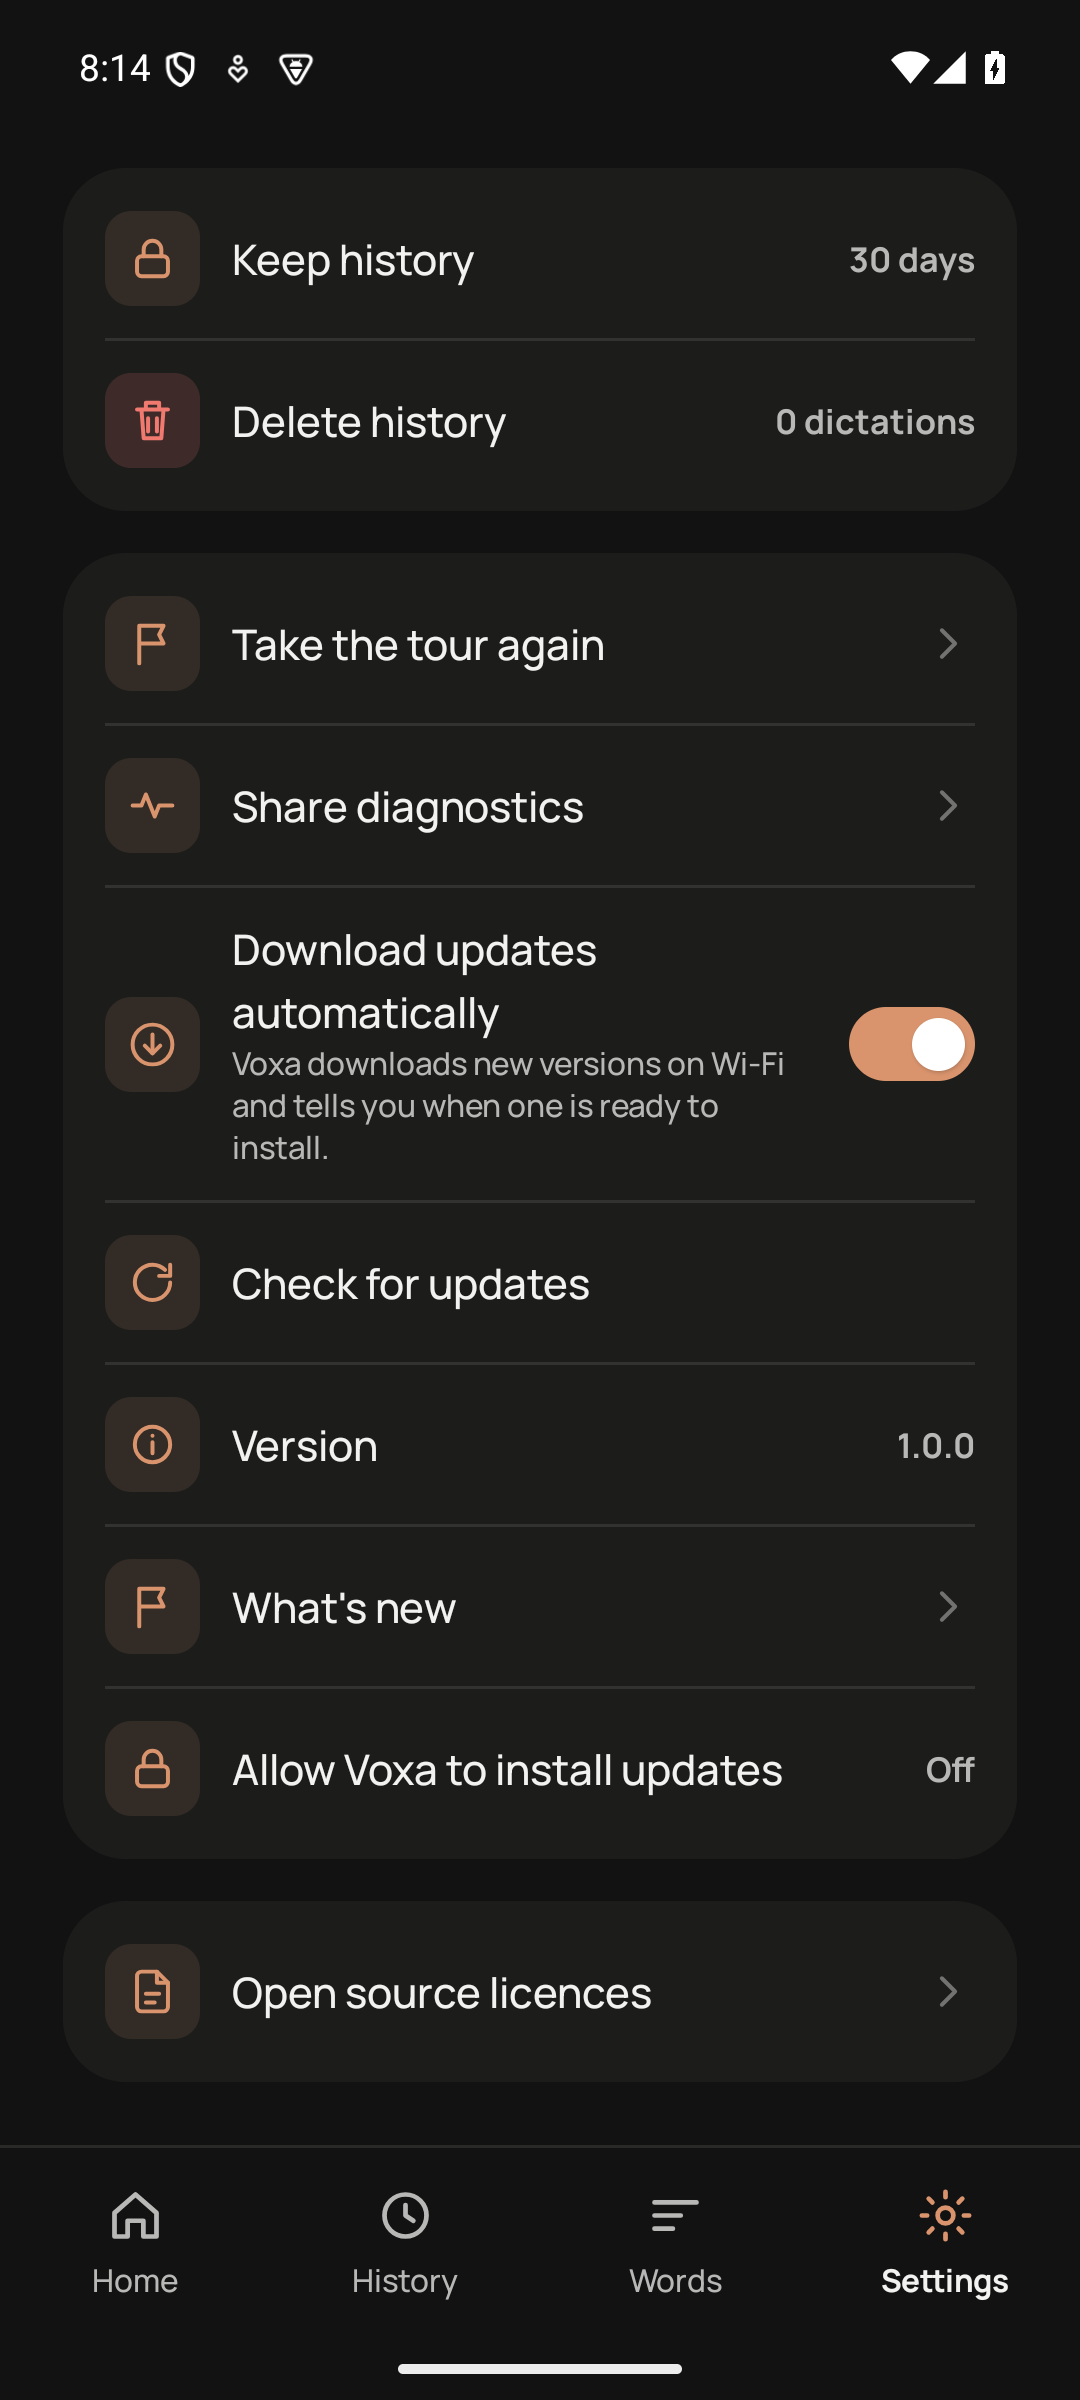 8:14
Keep history
30 days
Delete history
0 dictations
Take the tour again
Share diagnostics
Download updates
automatically
Voxa downloads new versions on Wi-Fi
and tells you when one is ready to
install.
Check for updates
Version
1.0.0
What's new
Allow Voxa to install updates
Off
Open source licences
Home
History
Words
Settings